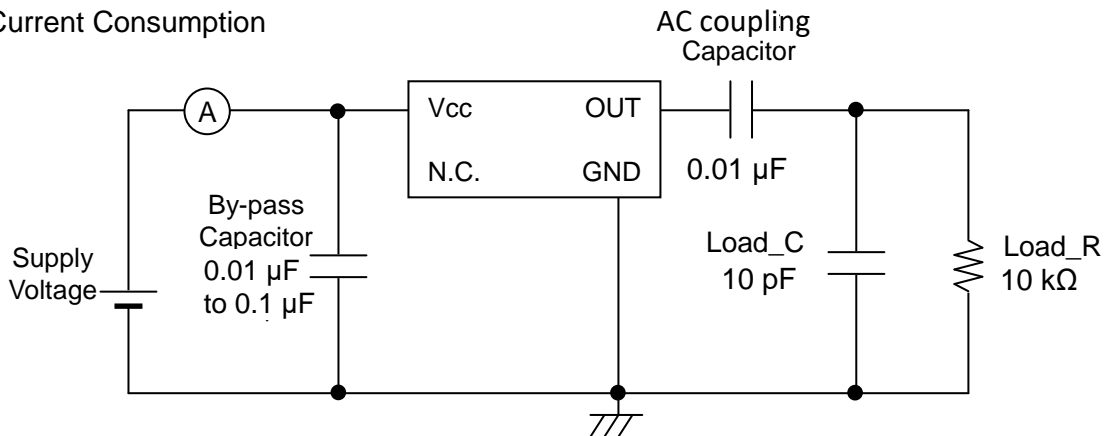 Current Consumption
AC coupling
Capacitor
A
Vcc
OUT
N.C.
GND
0.01 µF
By-pass
Capacitor
0.01 µF
to 0.1 µF
Supply
Voltage
Load_C
10 pF
Load_R
10 kΩ